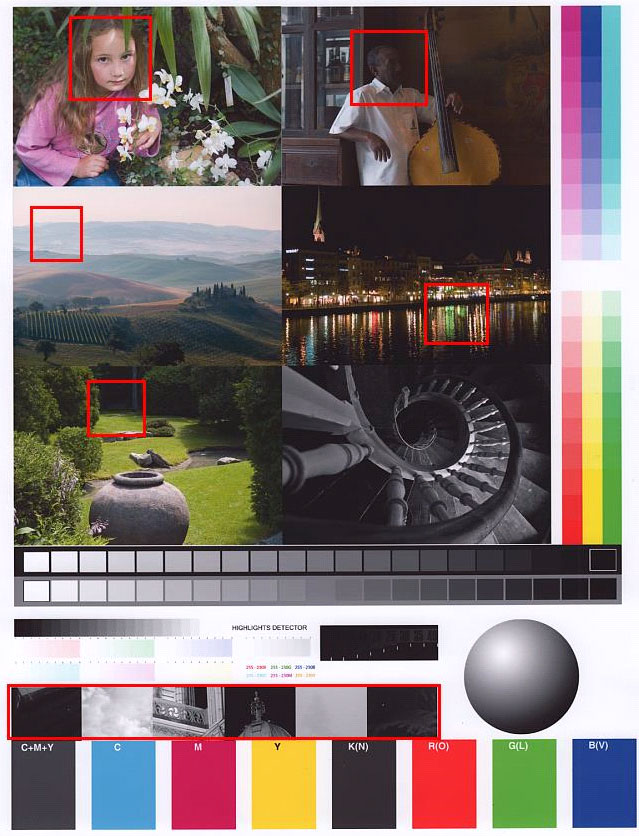 HIGHLIGHTS DETECTOR
C+M+Y
C
M
Y
K(N)
R(O)
G(L)
B(V)